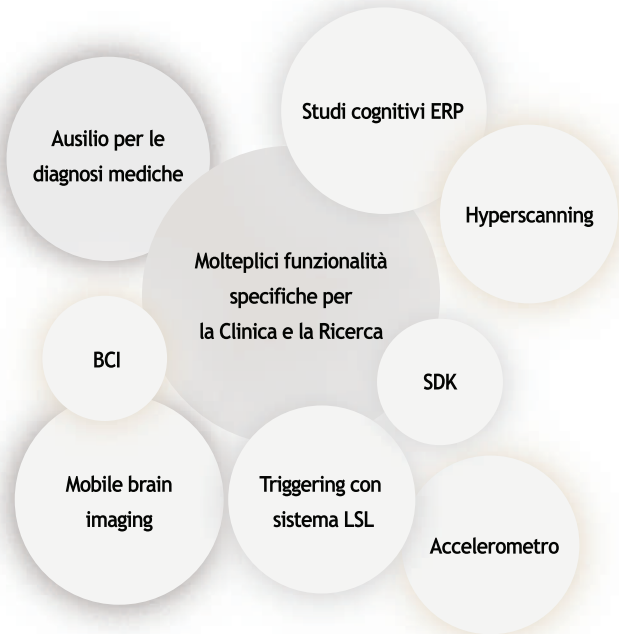 Studi cognitivi ERP
Ausilio per le
diagnosi mediche
Hyperscanning
Molteplici funzionalità
specifiche per
la Clinica e la Ricerca
BCI
SDK
Mobile brain
imaging
Triggering con
sistema LSL
Accelerometro